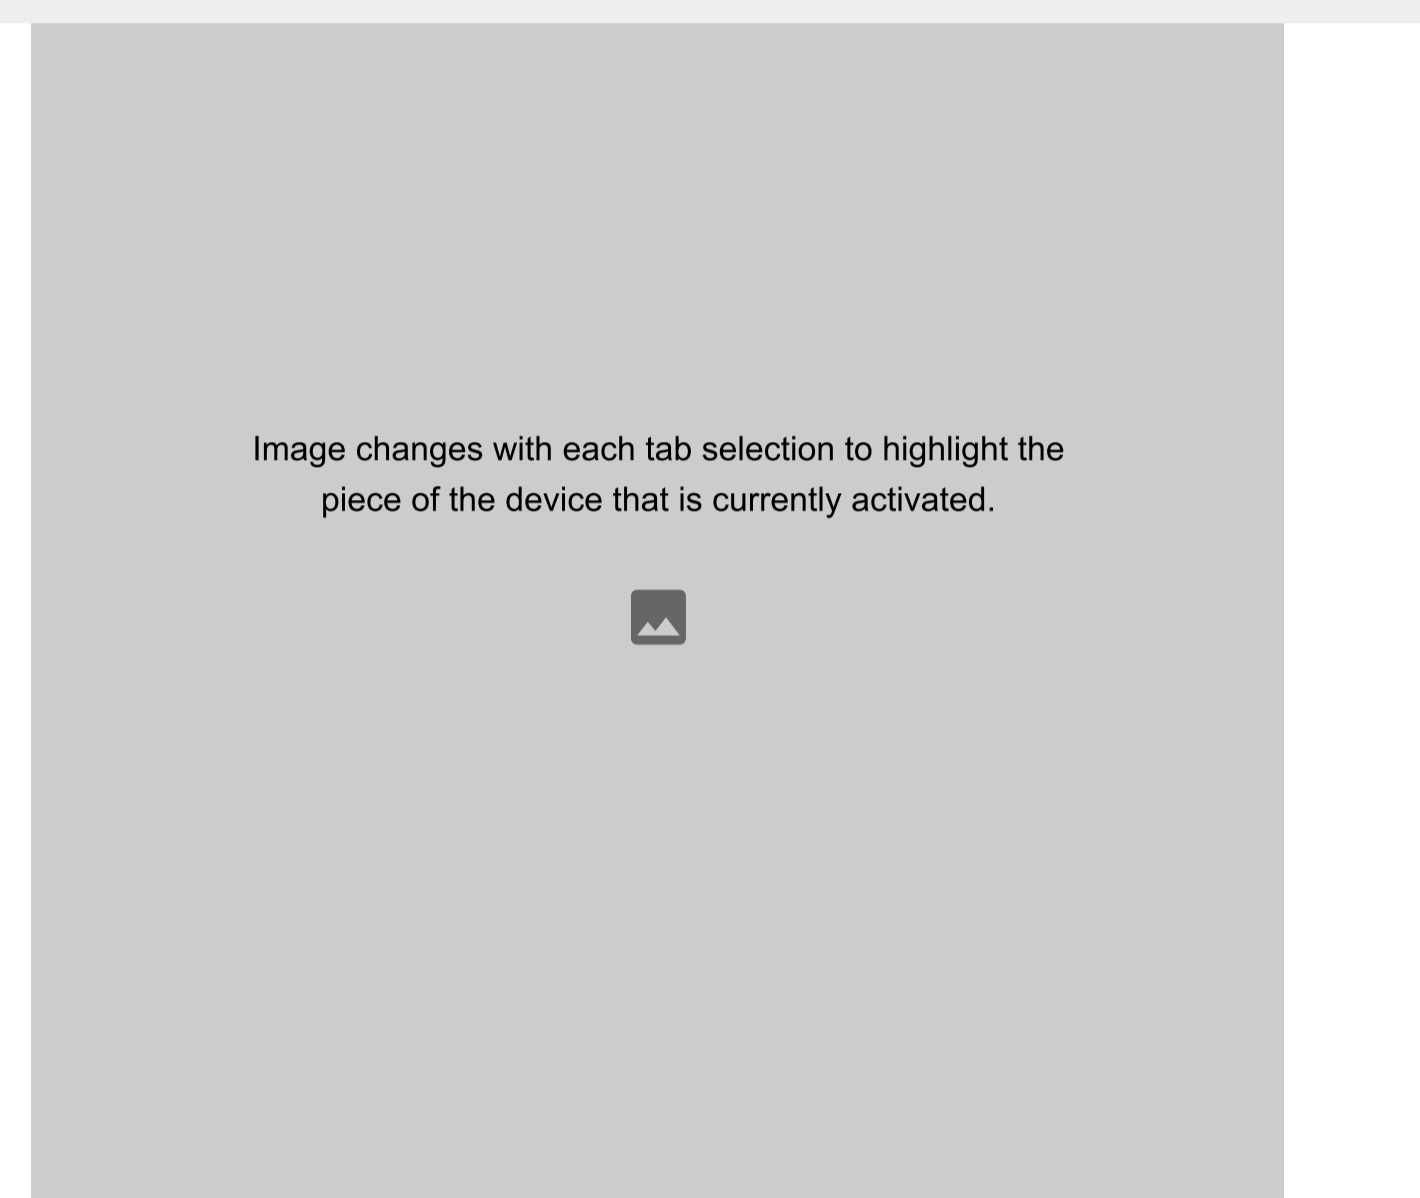 Image changes with each tab selection to highlight the
piece of the device that is currently activated.